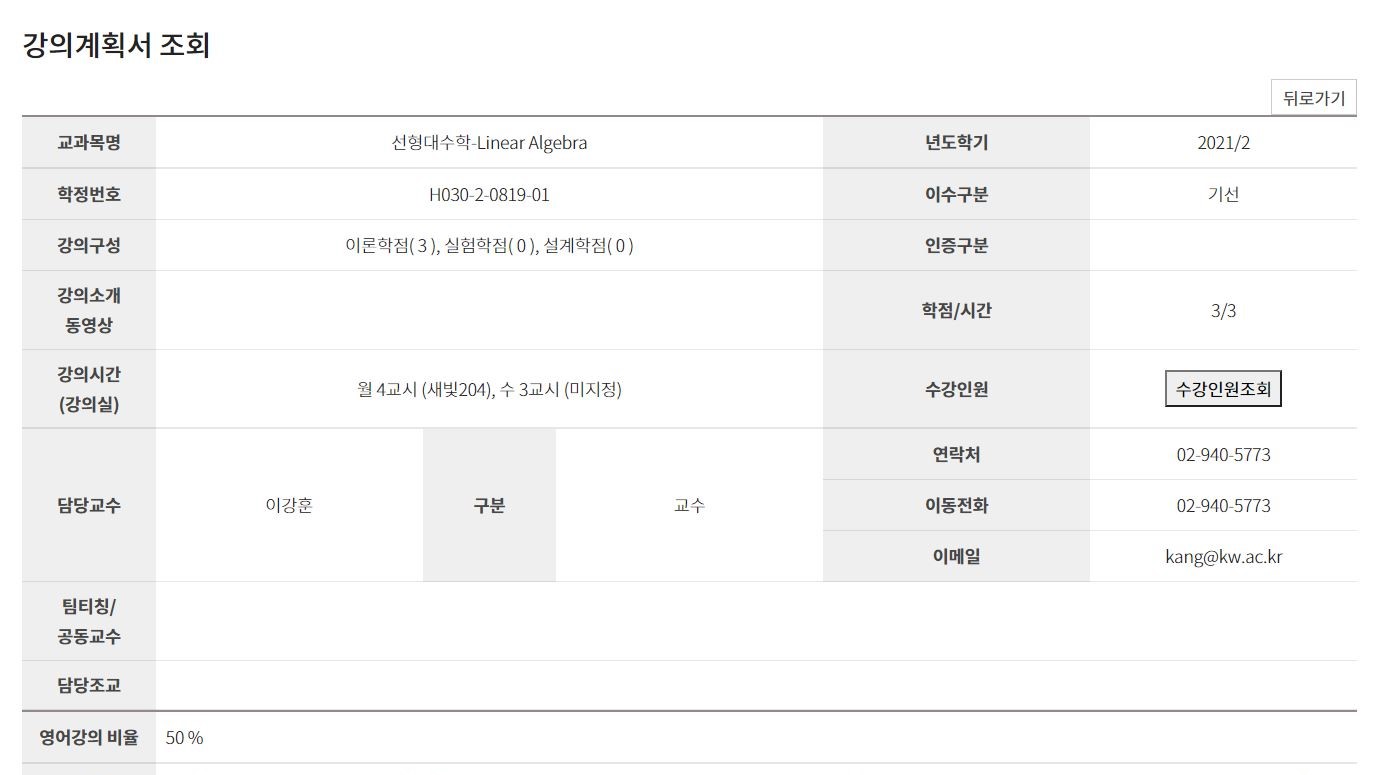 강의계획서 조회
뒤로가기
교과목명 선형대수학-Linear Algebra 년도학기 2021/2
학정번호 H030-2-0819-01 이수구분 기선
강의구성 이론학점( 3 ), 실험학점( 0 ), 설계학점( 0 ) 인증구분
강의소개
동영상
학점/시간 3/3
강의시간
(강의실)
월 4교시 (새빛204), 수 3교시 (미지정) 수강인원 수강인원조회
담당교수 이강훈 구분 교수
연락처 02-940-5773
이동전화 02-940-5773
이메일 kang@kw.ac.kr
팀티칭/
공동교수
담당조교
영어강의 비율 50 %